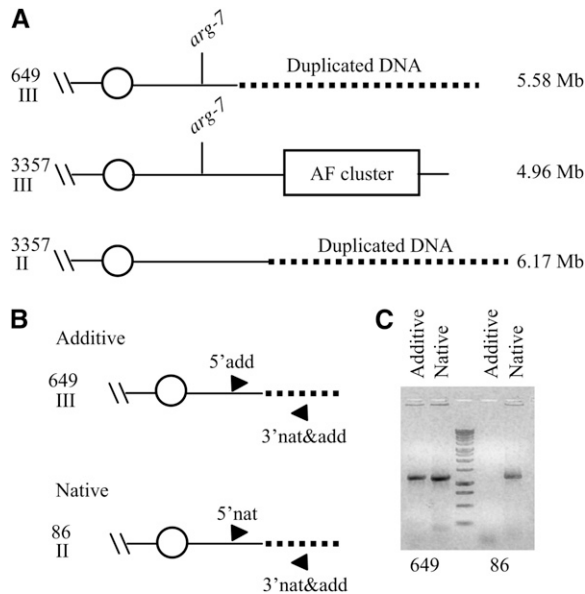 A
arg-7
649
III
Duplicated DNA
5.58 Mb
arg-7
3357
III
AF cluster
4.96 Mb
3357
II
Duplicated DNA
6.17 Mb
B
Additive
649
III
5'add
3'nat&add
Native
86
II
5'nat
3'nat&add
C
Additive
Native
Additive
Native
649
86